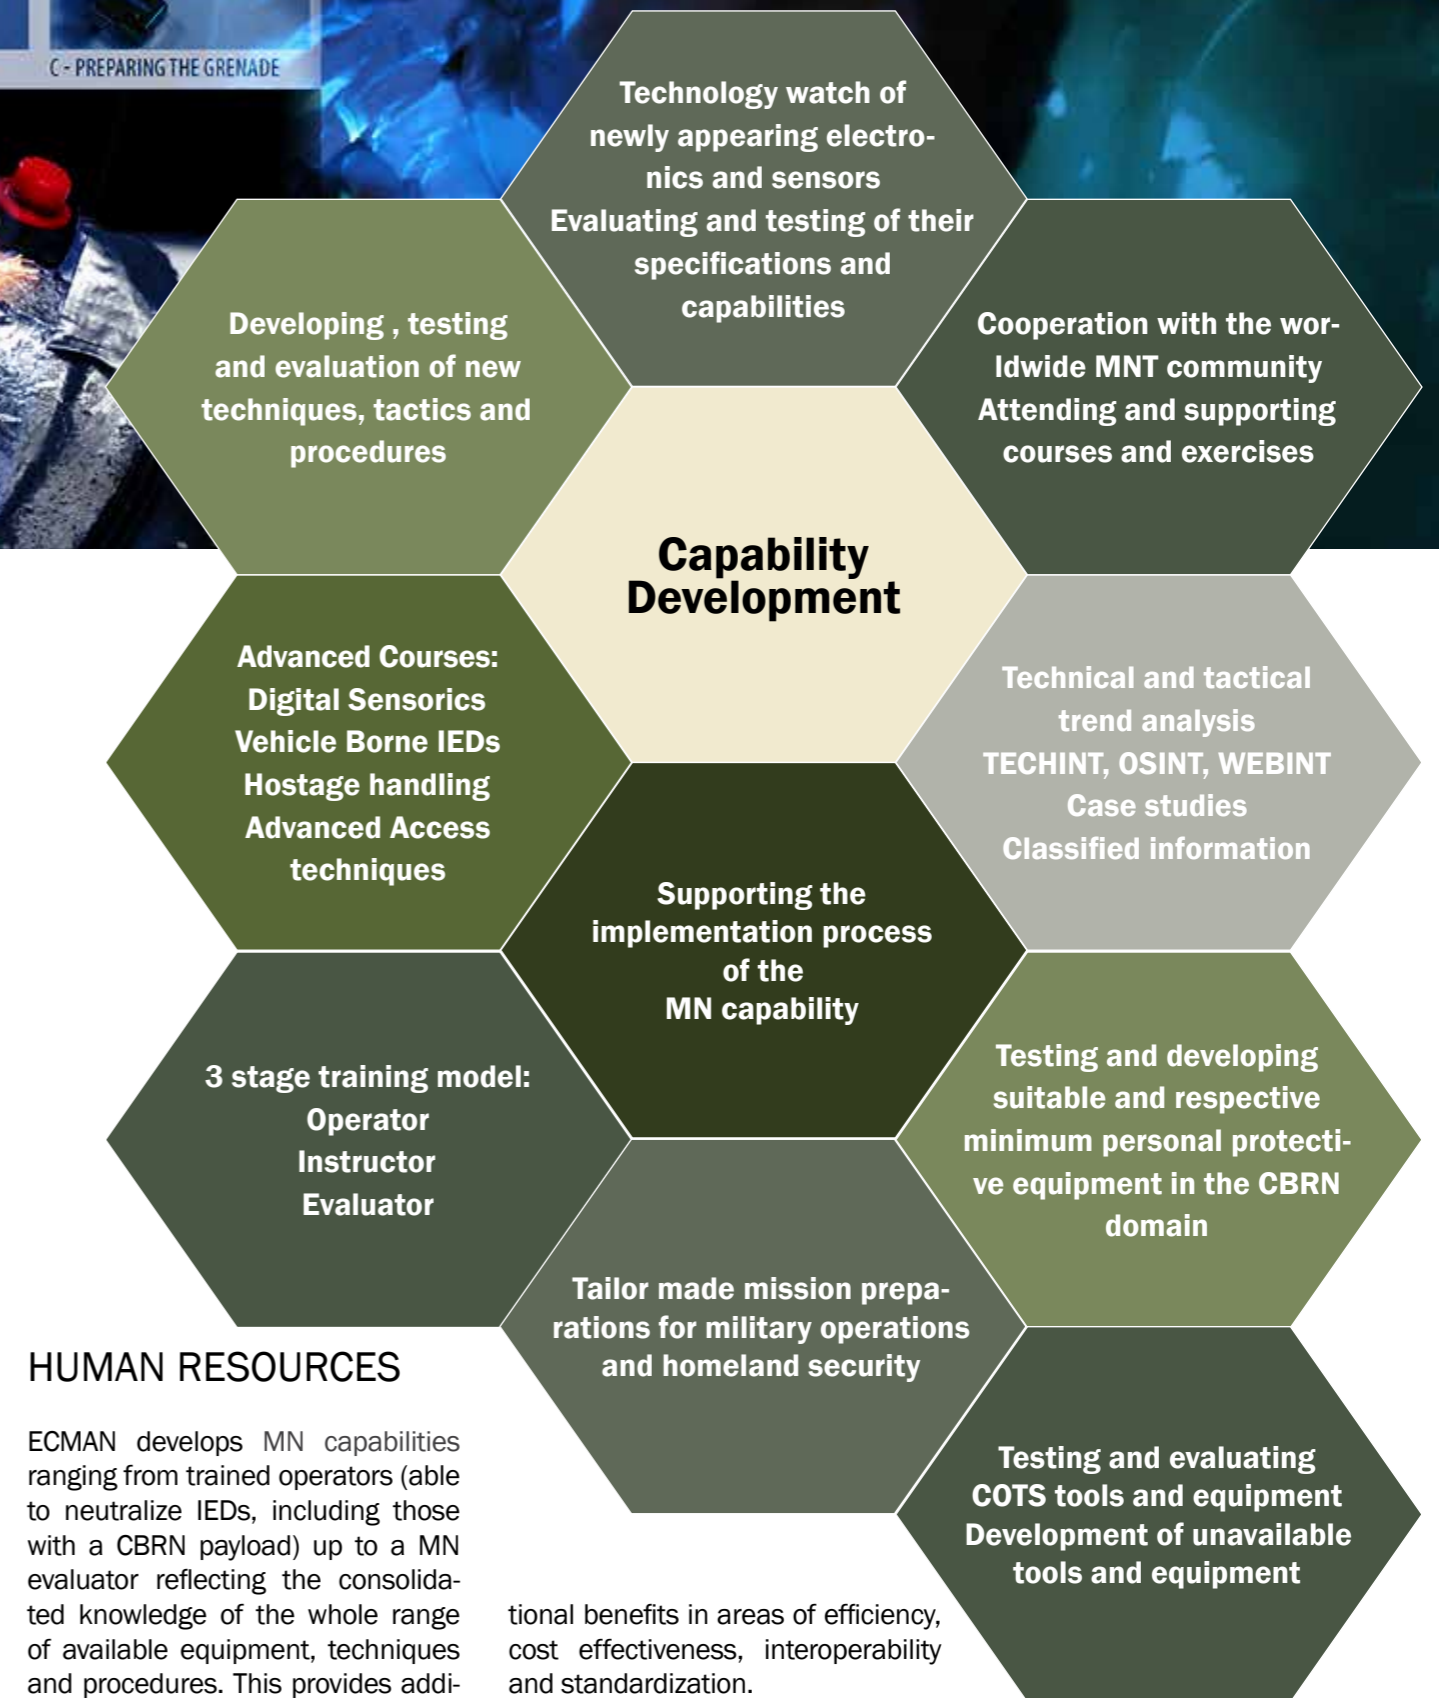 C - PREPARING THE GRENADE
Technology watch of
newly appearing electro-
nics and sensors
Evaluating and testing of their
specifications and
capabilities
Developing , testing
and evaluation of new
techniques, tactics and
procedures
Cooperation with the wor-
ldwide MNT community
Attending and supporting
courses and exercises
Capability
Development
Advanced Courses:
Digital Sensorics
Vehicle Borne IEDs
Hostage handling
Advanced Access
techniques
Technical and tactical
trend analysis
TECHINT, OSINT, WEBINT
Case studies
Classified information
Supporting the
implementation process
of the
MN capability
3 stage training model:
Operator
Instructor
Evaluator
Testing and developing
suitable and respective
minimum personal protecti-
ve equipment in the CBRN
domain
Tailor made mission prepa-
rations for military operations
and homeland security
Testing and evaluating
COTS tools and equipment
Development of unavailable
tools and equipment
HUMAN RESOURCES
ECMAN develops MN capabilities
ranging from trained operators (able
to neutralize IEDs, including those
with a CBRN payload) up to a MN
evaluator reflecting the consolida-
ted knowledge of the whole range
of available equipment, techniques
and procedures. This provides addi-
tional benefits in areas of efficiency,
cost effectiveness, interoperability
and standardization.